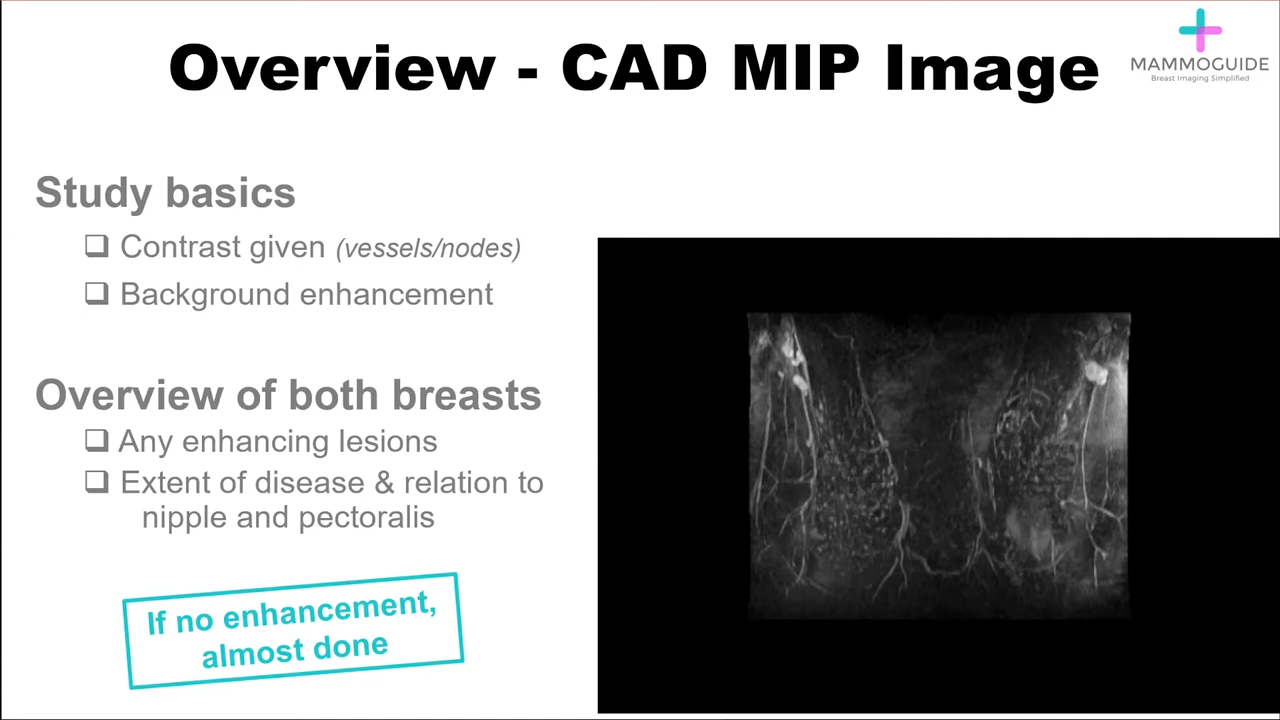 Overview - CAD MIP Image
MAMMOGUIDE
Breast Imaging Simplified
Study basics
❑ Contrast given (vessels/nodes)
❑ Background enhancement
Overview of both breasts
❑ Any enhancing lesions
❑ Extent of disease & relation to
nipple and pectoralis
If no enhancement,
almost done